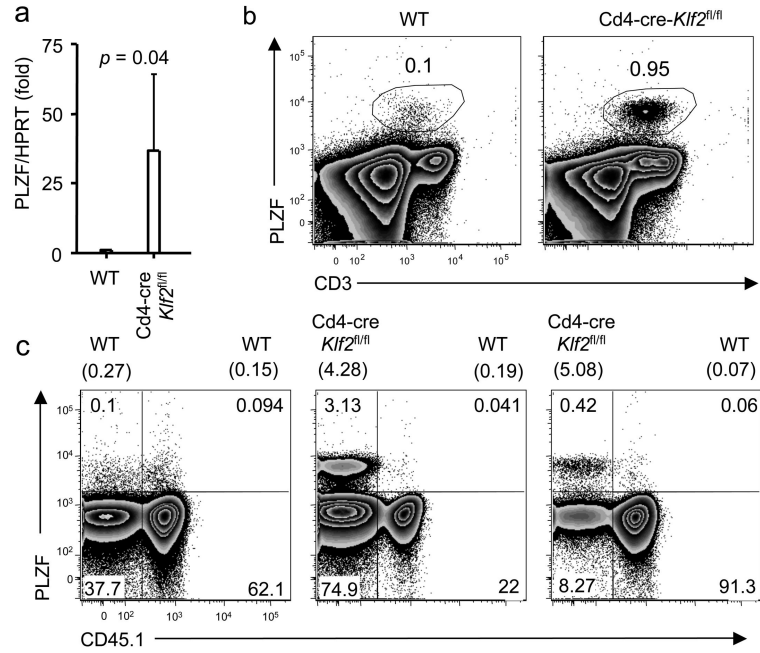 a
75
50
25
0
PLZF/HPRT (fold)
p = 0.04
WT
Cd4-cre
Klf2fl/fl
b
WT
Cd4-cre-Klf2fl/fl
10⁵
10⁴
10³
10²
0
PLZF
0.1
0.95
0 10² 10³ 10⁴ 10⁵
CD3
c
WT
(0.27)
WT
(0.15)
Cd4-cre
Klf2fl/fl
(4.28)
WT
(0.19)
Cd4-cre
Klf2fl/fl
(5.08)
WT
(0.07)
10⁵
10⁴
10³
10²
0
PLZF
0.1 0.094
37.7 62.1
3.13 0.041
74.9 22
0.42 0.06
8.27 91.3
0 10² 10³ 10⁵
CD45.1